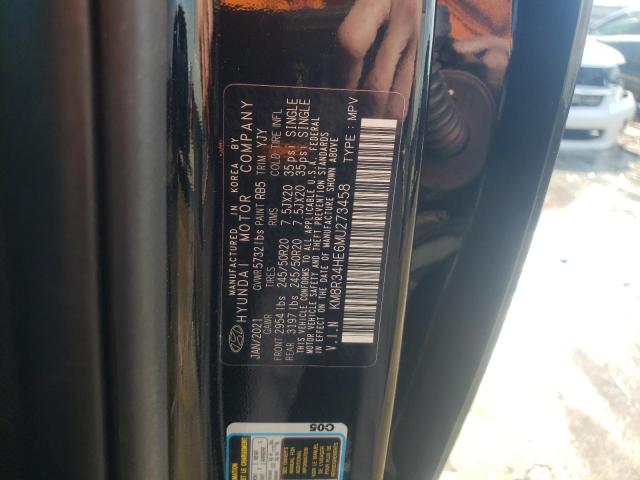 MANUFACTURED IN KOREA BY
HYUNDAI MOTOR COMPANY
JAN/2021 GVWR 5732 lbs PAINT RB5 TRIM YJY
GAWR TIRES RIMS COLD TIRE INFL
FRONT 2954 lbs 245/50R20 7.5JX20 35psi SINGLE
REAR 3197 lbs 245/50R20 7.5JX20 35psi SINGLE
THIS VEHICLE CONFORMS TO ALL APPLICABLE U.S.A. FEDERAL
MOTOR VEHICLE SAFETY AND THEFT PREVENTION STANDARDS
IN EFFECT ON THE DATE OF MANUFACTURE SHOWN ABOVE
V.I.N KM8R34HE6MU273458 TYPE : MPV
C05